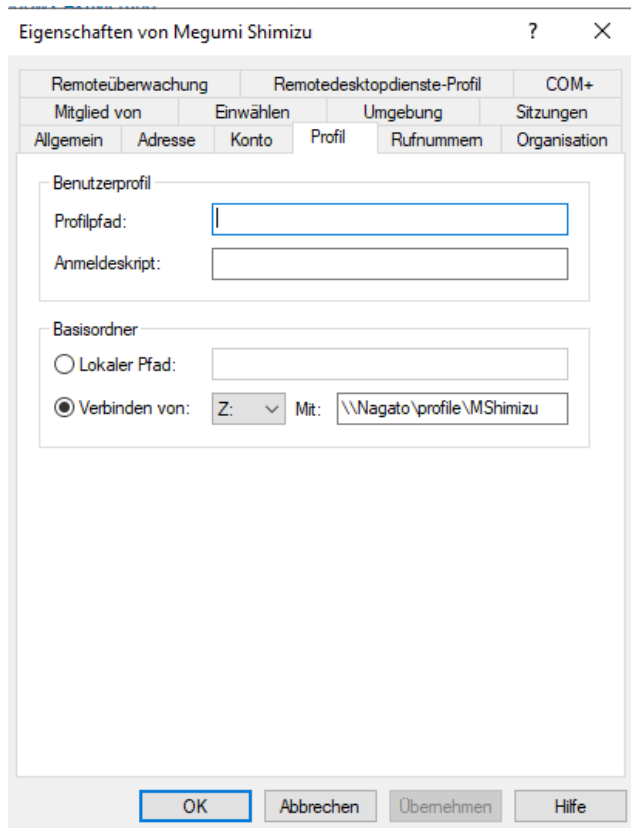 Eigenschaften von Megumi Shimizu ?
Remoteüberwachung Remotedesktopdienste-Profil COM+
Mitglied von Einwählen Umgebung Sitzungen
Allgemein Adresse Konto Profil Rufnummern Organisation
Benutzerprofil
Profilpfad:
Anmeldeskript:
Basisordner
Lokaler Pfad:
Verbinden von: Z: Mit: \\Nagato\profile\MShimizu
OK Abbrechen Übernehmen Hilfe